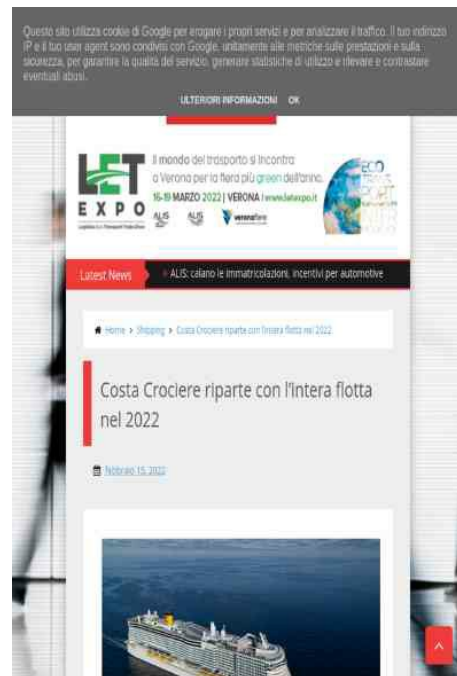 Questo sito utilizza cookie di Google per erogare i propri servizi e per analizzare il traffico. Il tuo indirizzo
IP e il tuo user agent sono condivisi con Google, unitamente alle metriche sulle prestazioni e sulla
sicurezza, per garantire la qualità del servizio, generare statistiche di utilizzo e rilevare e contrastare
eventuali abusi.
ULTERIORI INFORMAZIONI OK
LET
EXPO
Il mondo del trasporto si incontra
a Verona per la fiera più green dell'anno.
16-19 MARZO 2022 | VERONA | www.letexpo.it
ALIS ALIS veronafiere
ECO
TRANS
PORT
Latest News
ALIS: calano le immatricolazioni, incentivi per automotive
Home > Shipping > Costa Crociere riparte con l'intera flotta nel 2022
Costa Crociere riparte con l'intera flotta
nel 2022
febbraio 15, 2022